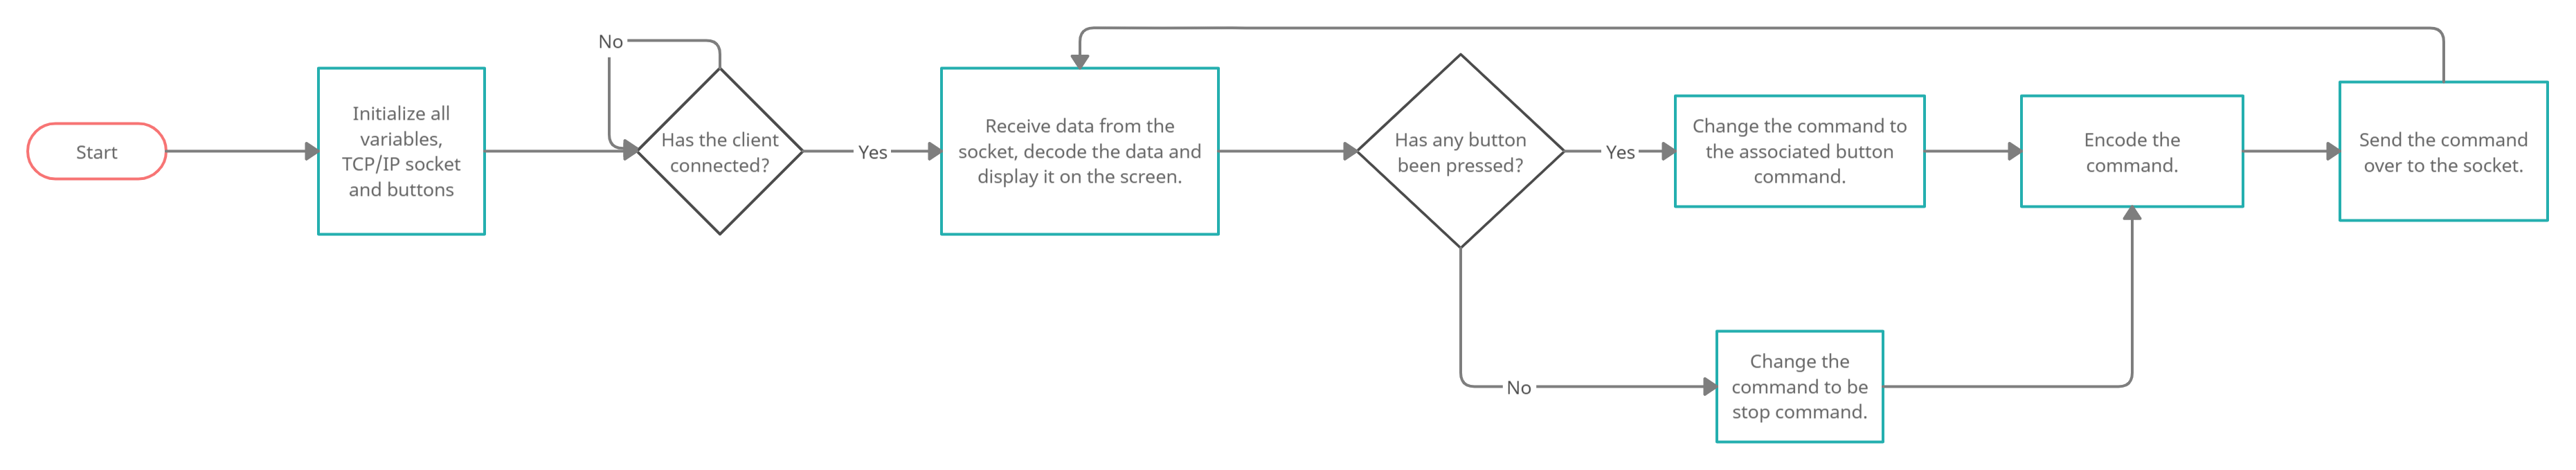 Start
Initialize all
variables,
TCP/IP socket
and buttons
No
Has the client
connected?
Yes
Receive data from the
socket, decode the data and
display it on the screen.
Has any button
been pressed?
Yes
Change the command to
the associated button
command.
Encode the
command.
Send the command
over to the socket.
No
Change the
command to be
stop command.